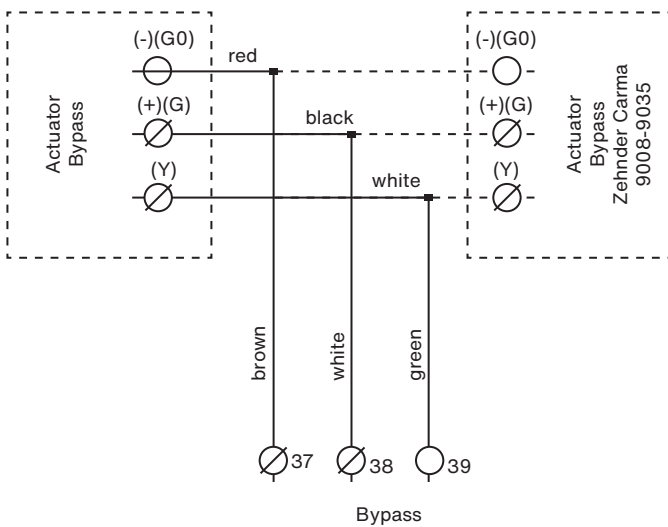 (-)(G0)
red
(+)(G)
black
(Y)
white
Actuator
Bypass
(-)(G0)
(+)(G)
(Y)
Actuator
Bypass
Zehnder Carma
9008-9035
brown
white
green
37
38
39
Bypass